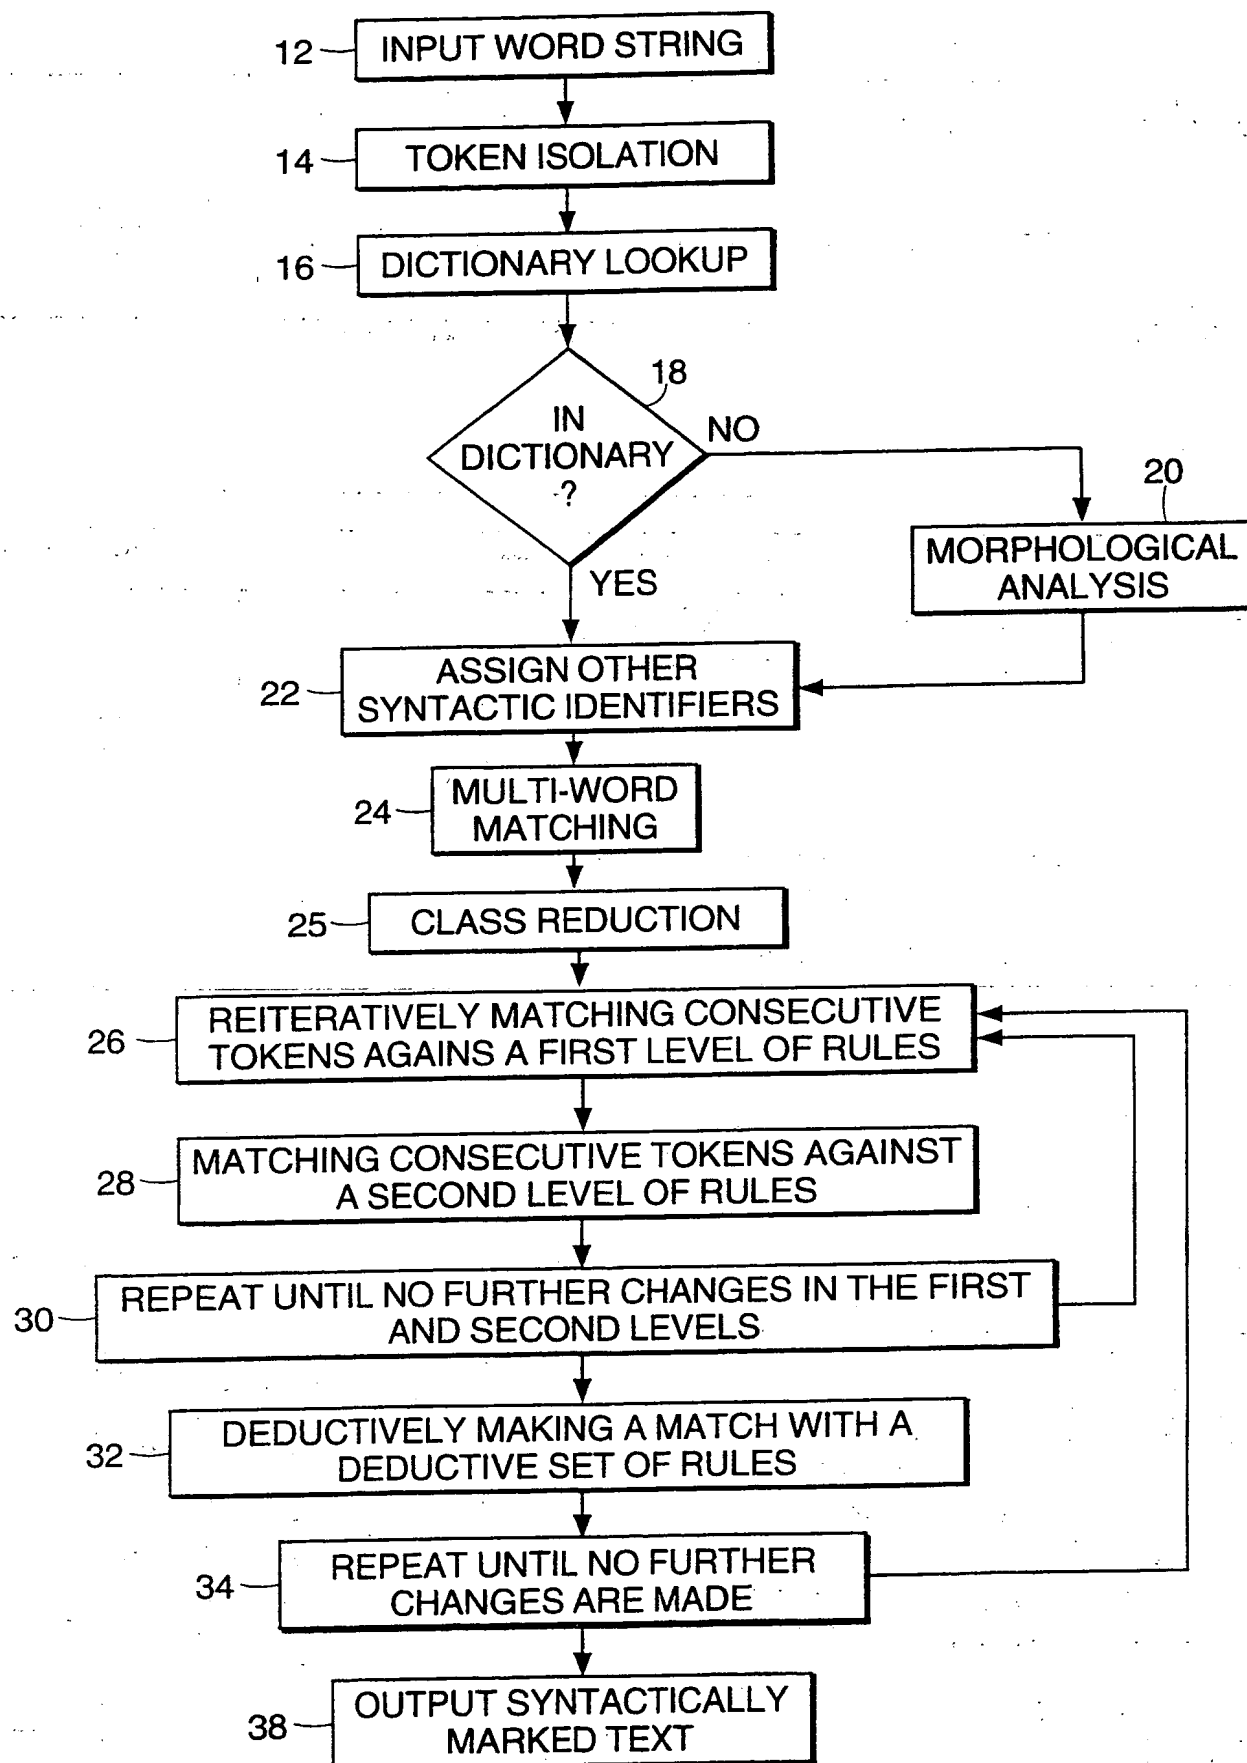 12
INPUT WORD STRING
14
TOKEN ISOLATION
16
DICTIONARY LOOKUP
18
IN
DICTIONARY
?
NO
20
MORPHOLOGICAL
ANALYSIS
YES
22
ASSIGN OTHER
SYNTACTIC IDENTIFIERS
24
MULTI-WORD
MATCHING
25
CLASS REDUCTION
26
REITERATIVELY MATCHING CONSECUTIVE
TOKENS AGAINS A FIRST LEVEL OF RULES
28
MATCHING CONSECUTIVE TOKENS AGAINST
A SECOND LEVEL OF RULES
30
REPEAT UNTIL NO FURTHER CHANGES IN THE FIRST
AND SECOND LEVELS
32
DEDUCTIVELY MAKING A MATCH WITH A
DEDUCTIVE SET OF RULES
34
REPEAT UNTIL NO FURTHER
CHANGES ARE MADE
38
OUTPUT SYNTACTICALLY
MARKED TEXT